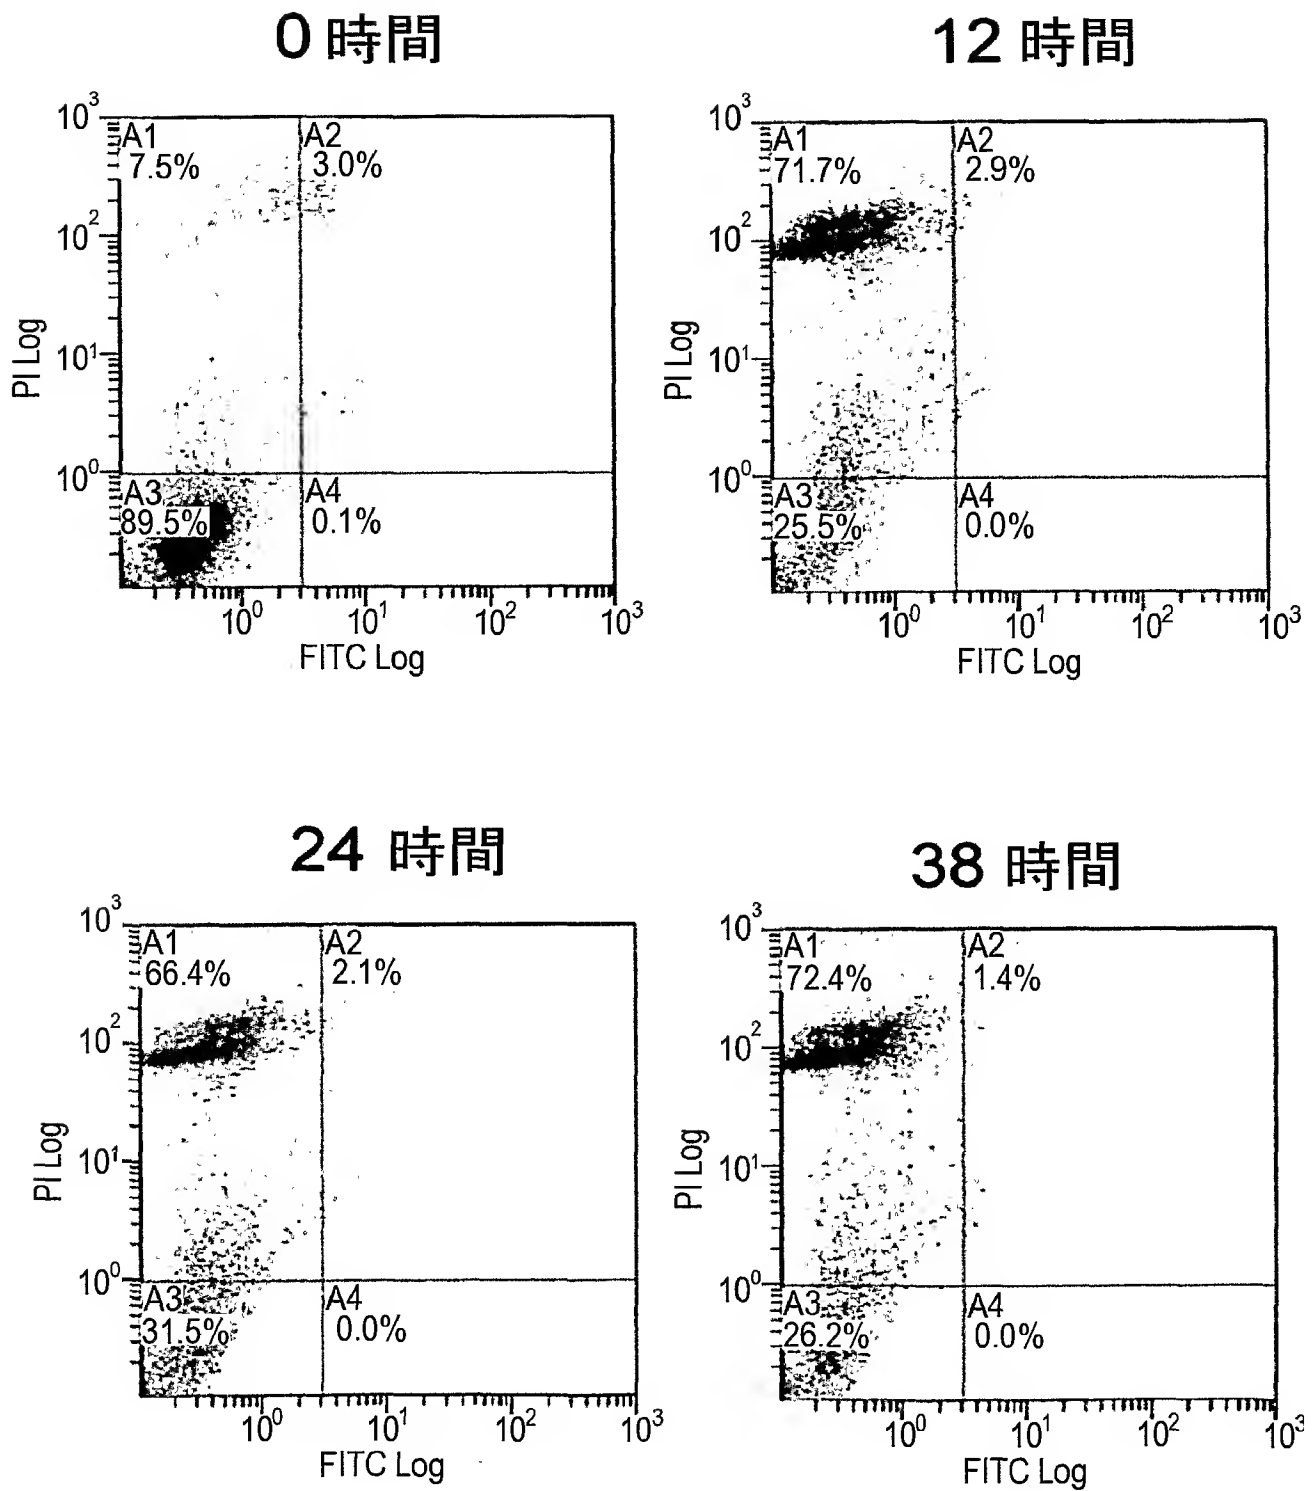 0 時間
10³
A1
7.5%
A2
3.0%
10²
PI Log
10¹
10⁰
A3
89.5%
A4
0.1%
10⁰ 10¹ 10² 10³
FITC Log
12 時間
10³
A1
71.7%
A2
2.9%
10²
PI Log
10¹
10⁰
A3
25.5%
A4
0.0%
10⁰ 10¹ 10² 10³
FITC Log
24 時間
10³
A1
66.4%
A2
2.1%
10²
PI Log
10¹
10⁰
A3
31.5%
A4
0.0%
10⁰ 10¹ 10² 10³
FITC Log
38 時間
10³
A1
72.4%
A2
1.4%
10²
PI Log
10¹
10⁰
A3
26.2%
A4
0.0%
10⁰ 10¹ 10² 10³
FITC Log